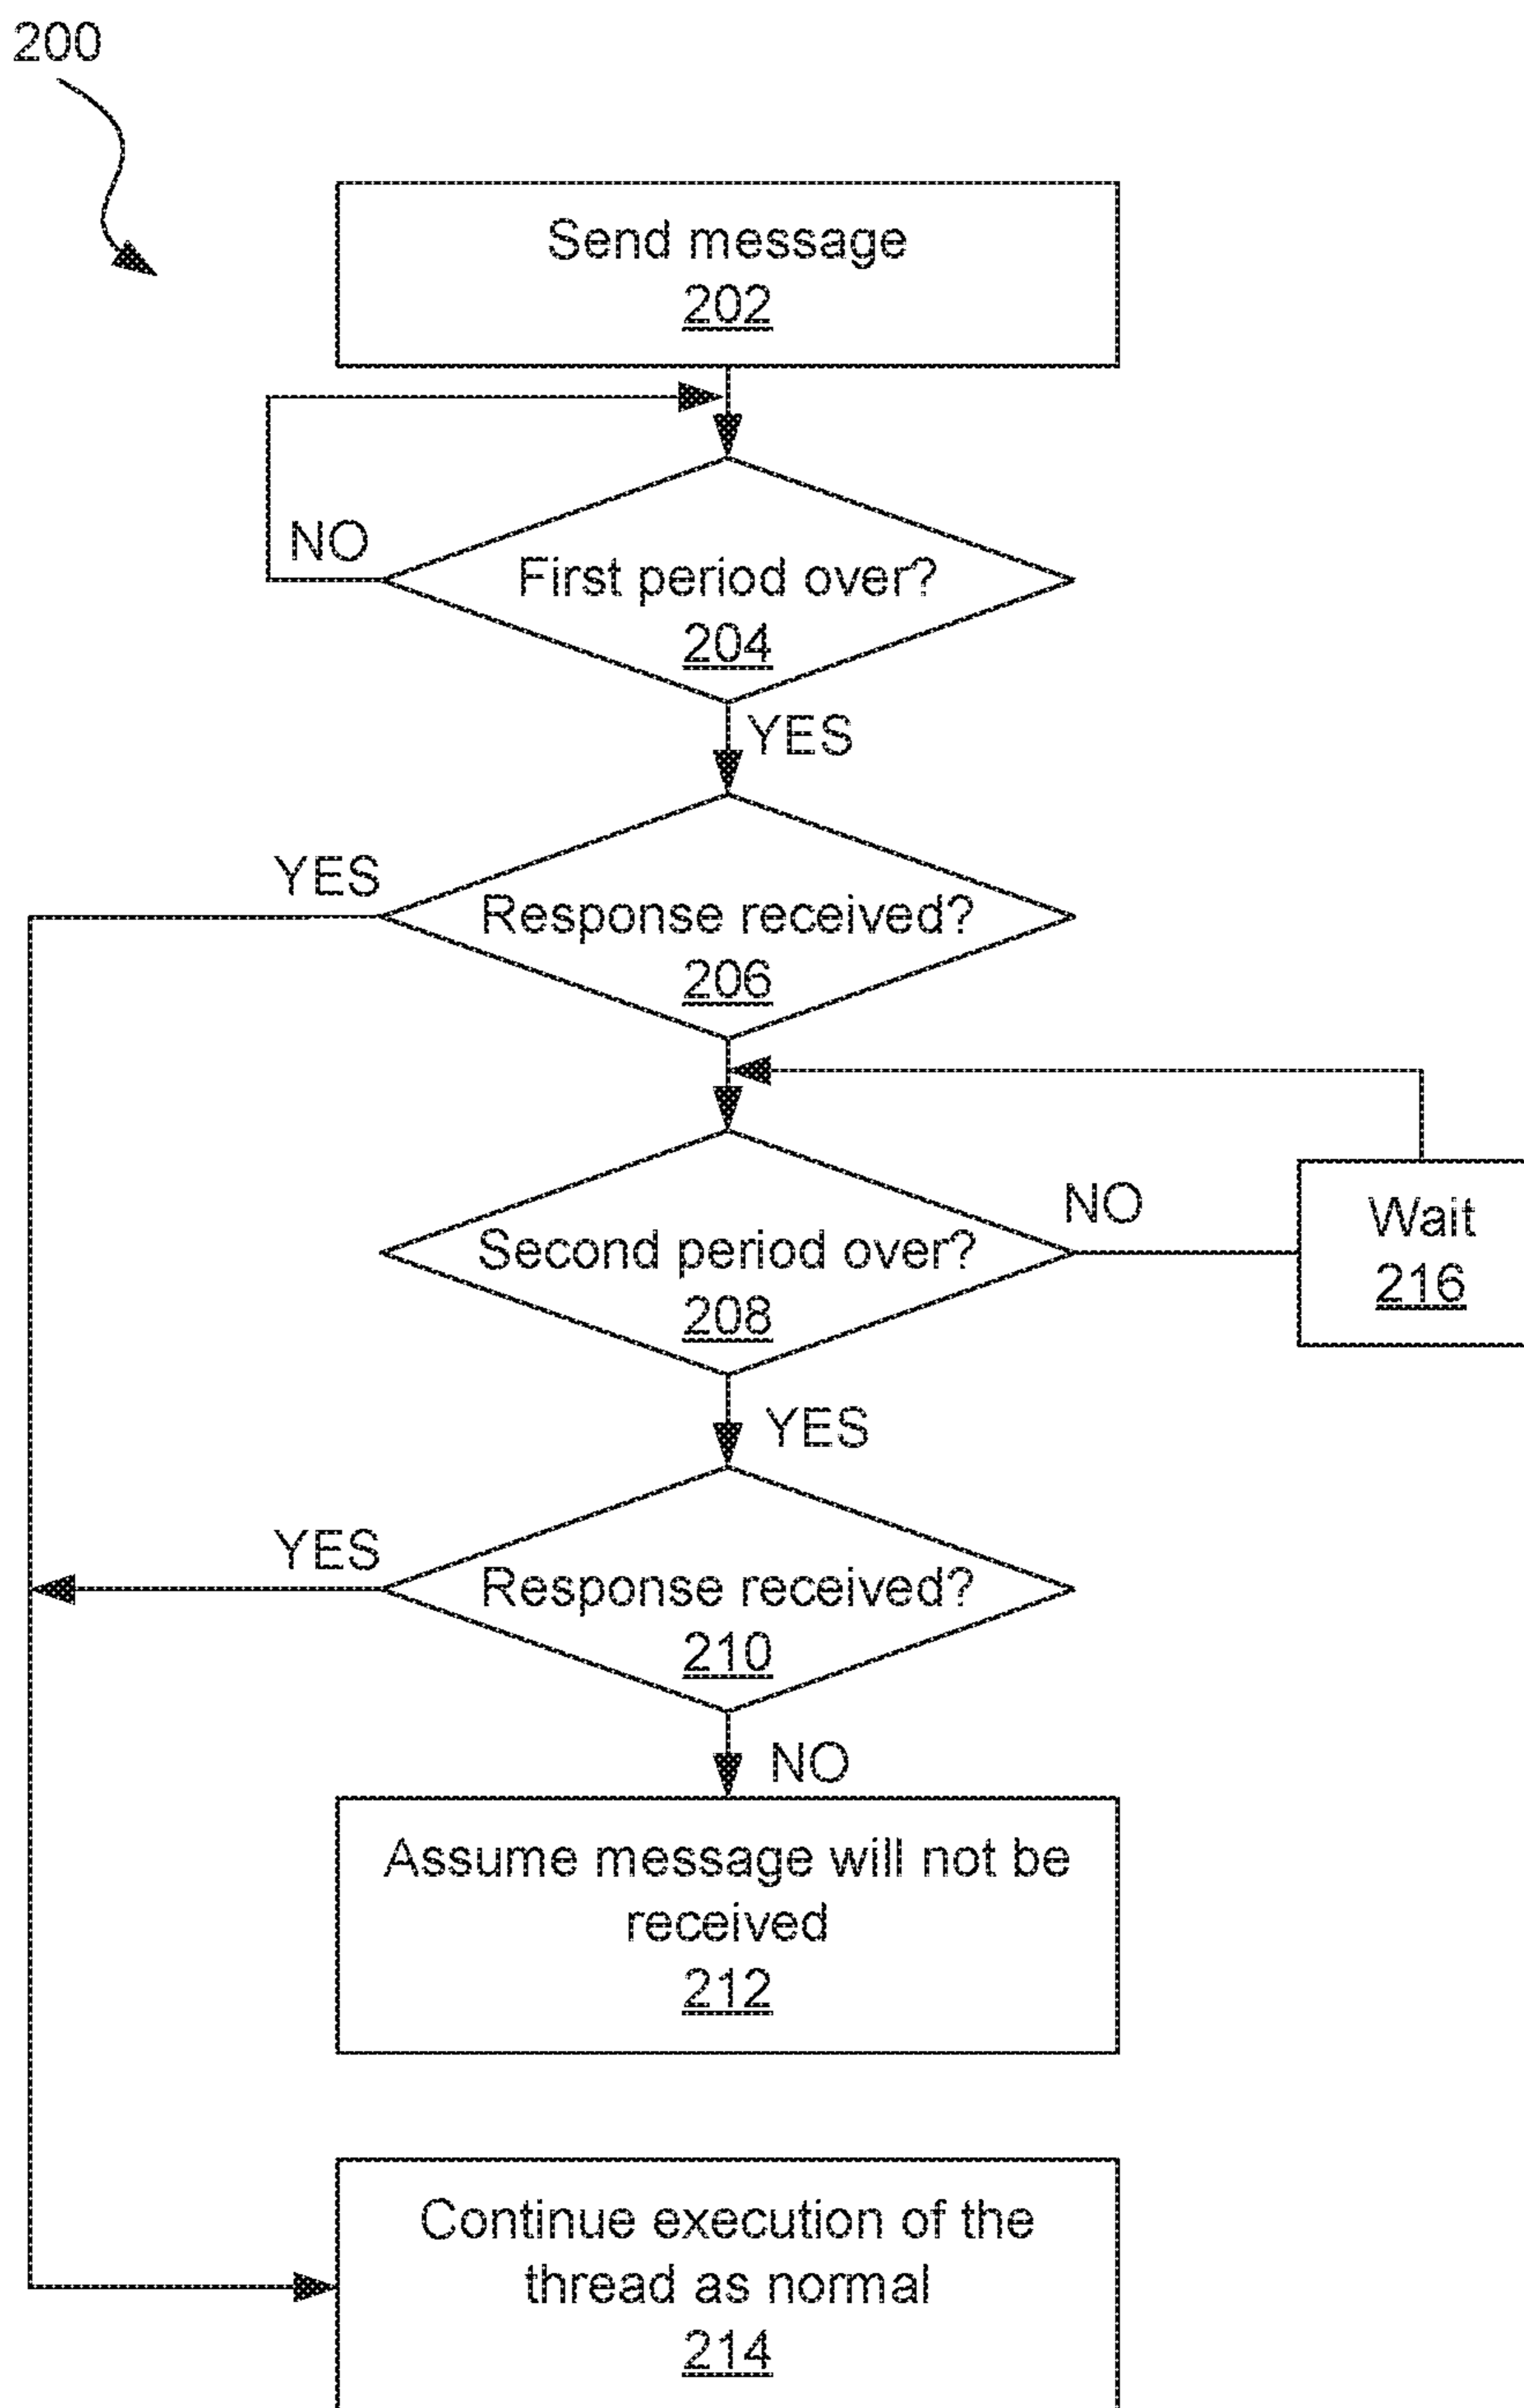 200
Send message
202
NO
First period over?
204
YES
YES
Response received?
206
NO
Second period over?
208
Wait
216
YES
YES
Response received?
210
NO
Assume message will not be
received
212
Continue execution of the
thread as normal
214